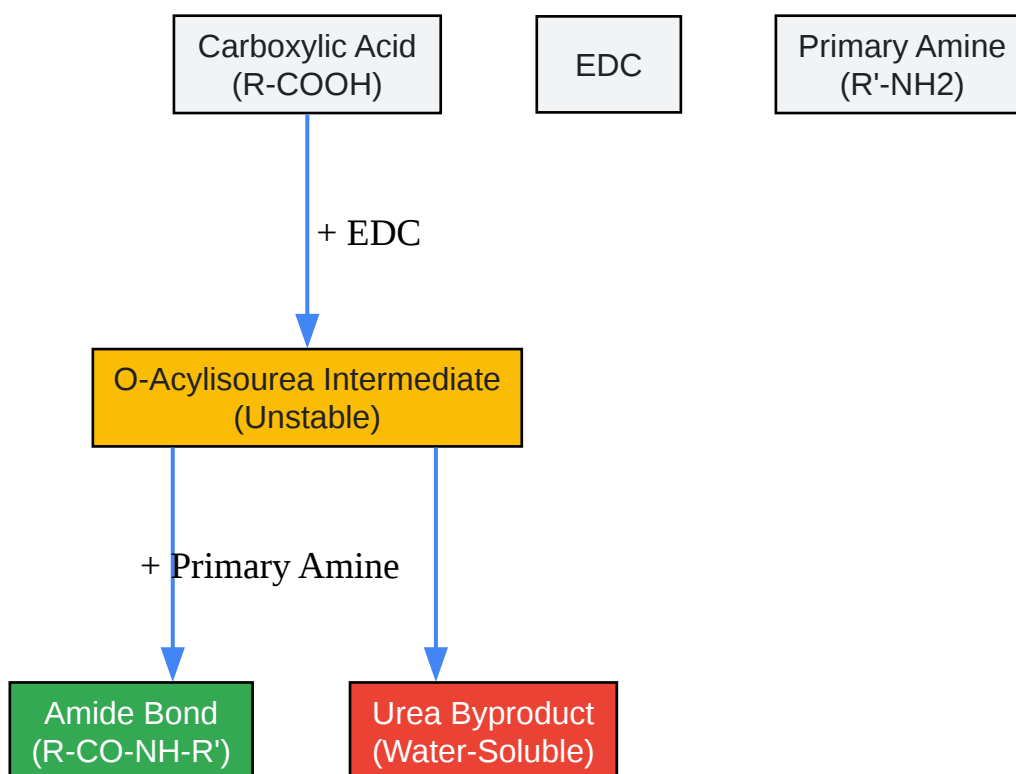 Carboxylic Acid
(R-COOH)
EDC
Primary Amine
(R'-NH2)
+ EDC
O-Acylisourea Intermediate
(Unstable)
+ Primary Amine
Amide Bond
(R-CO-NH-R')
Urea Byproduct
(Water-Soluble)